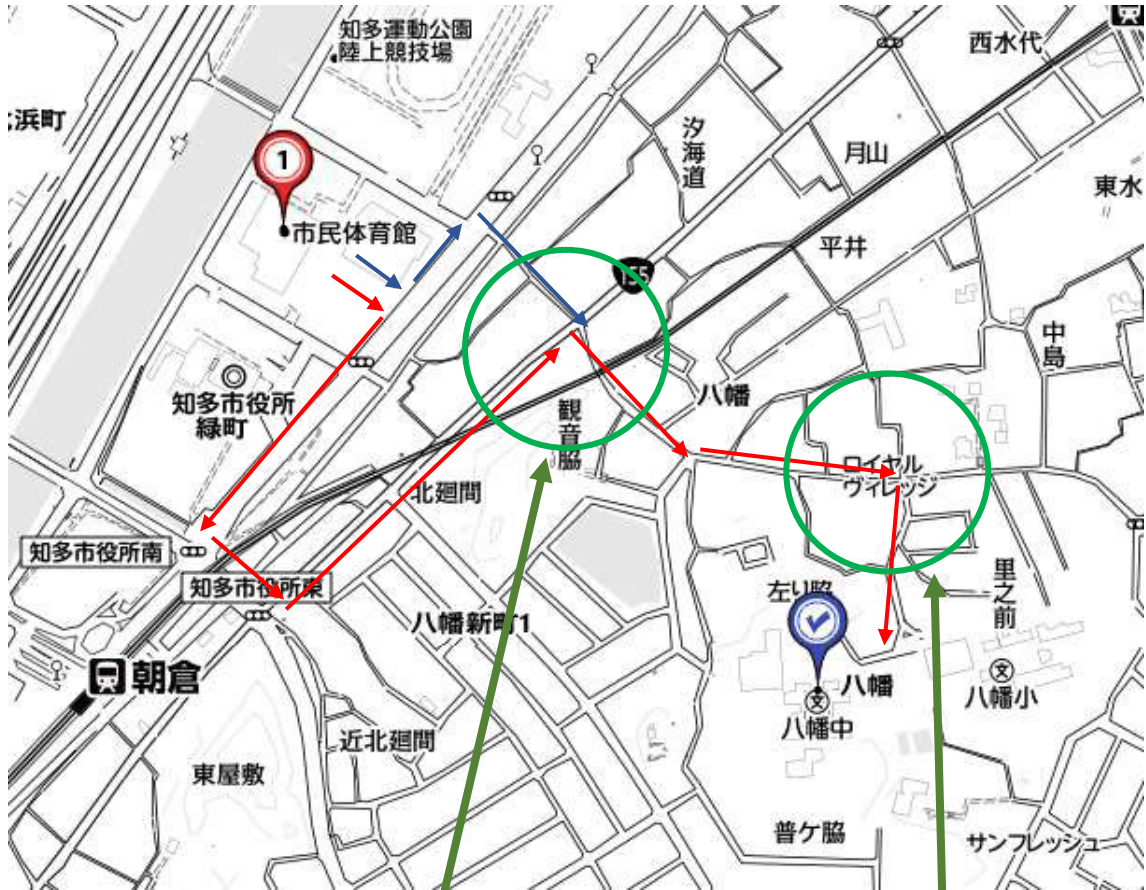 知多運動公園
陸上競技場
西水代
北浜町
汐海道
月山
1
東水
市民体育館
平井
155
中島
知多市役所
緑町
八幡
観音脇
ロイヤル
ヴィレッジ
北廻間
知多市役所南
知多市役所東
左り脇
里之前
八幡新町1
朝倉
八幡
文
八幡小
文
八幡中
近北廻間
東屋敷
普ケ脇
サンフレッシュ